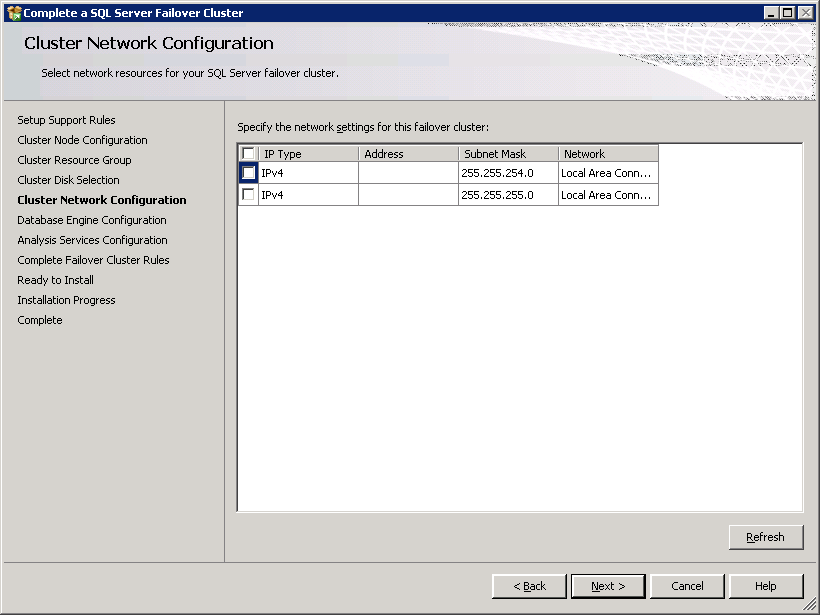 Complete a SQL Server Failover Cluster
Cluster Network Configuration
Select network resources for your SQL Server failover cluster.
Setup Support Rules
Cluster Node Configuration
Cluster Resource Group
Cluster Disk Selection
Cluster Network Configuration
Database Engine Configuration
Analysis Services Configuration
Complete Failover Cluster Rules
Ready to Install
Installation Progress
Complete
Specify the network settings for this failover cluster:
IP Type Address Subnet Mask Network
IPv4 255.255.254.0 Local Area Conn...
IPv4 255.255.255.0 Local Area Conn...
Refresh
< Back Next > Cancel Help